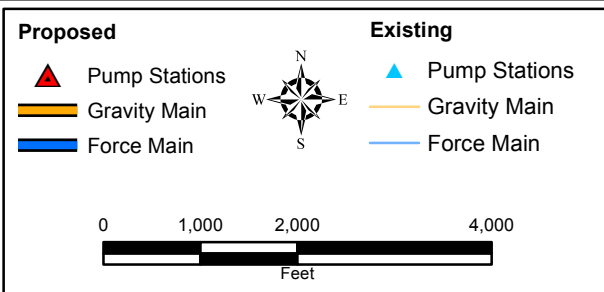 Proposed
Pump Stations
Gravity Main
Force Main
N
W E
S
Existing
Pump Stations
Gravity Main
Force Main
0 1,000 2,000 4,000
Feet